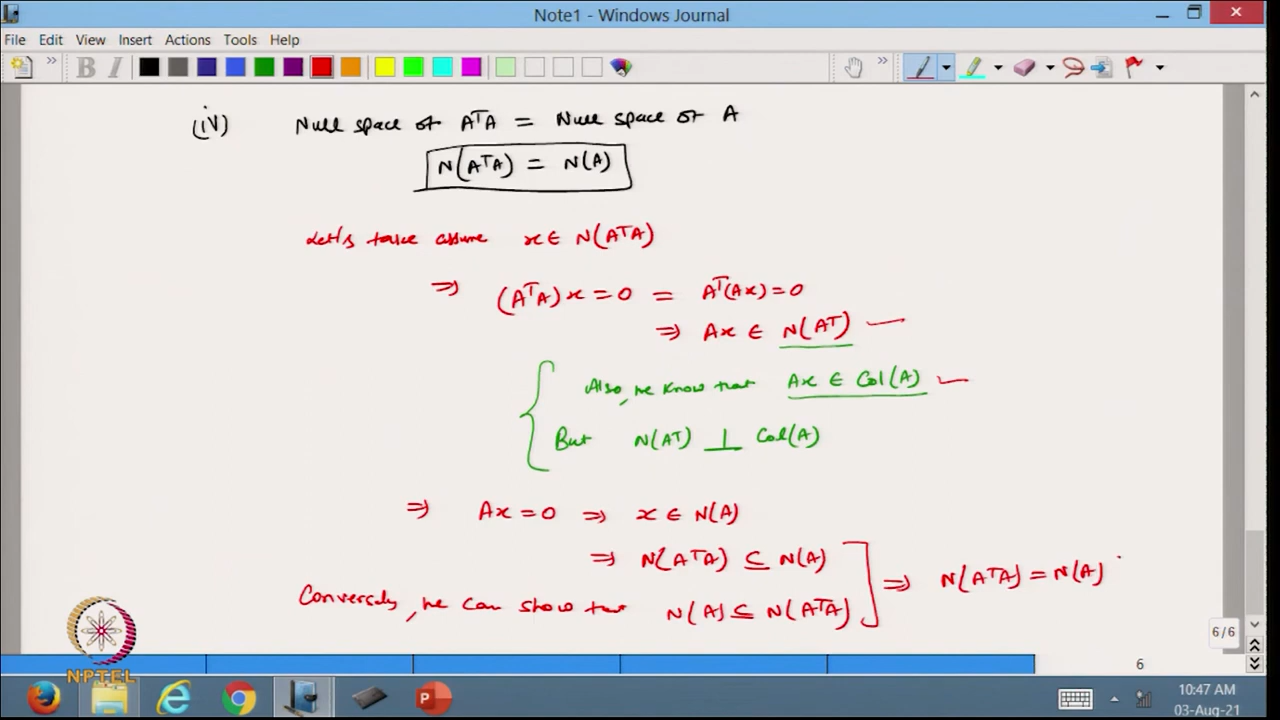 Note1 - Windows Journal
File Edit View Insert Actions Tools Help
(iv) Null space of AᵀA = Null space of A
N(AᵀA) = N(A)
Let's take assume x ∈ N(AᵀA)
⇒ (AᵀA)x = 0 = Aᵀ(Ax) = 0
⇒ Ax ∈ N(Aᵀ)
Also, we know that Ax ∈ Col(A)
But N(Aᵀ) ⊥ Col(A)
⇒ Ax = 0 ⇒ x ∈ N(A)
⇒ N(AᵀA) ⊆ N(A)
Conversely, we can show that N(A) ⊆ N(AᵀA)
⇒ N(AᵀA) = N(A)
6/6
6
NPTEL
10:47 AM
03-Aug-21